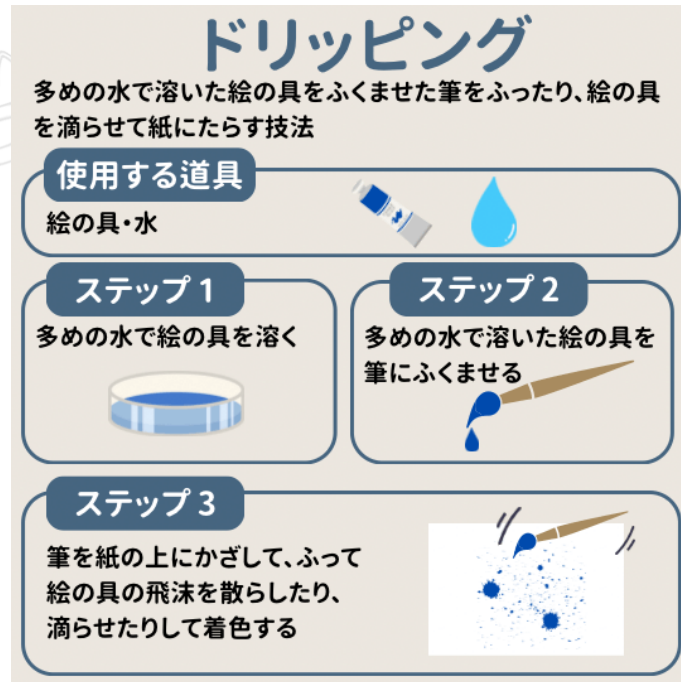 ドリッピング
多めの水で溶いた絵の具をふくませた筆をふったり、絵の具
を滴らせて紙にたらす技法
使用する道具
絵の具・水
ステップ1
多めの水で絵の具を溶く
ステップ2
多めの水で溶いた絵の具を
筆にふくませる
ステップ3
筆を紙の上にかざして、ふって
絵の具の飛沫を散らしたり、
滴らせたりして着色する